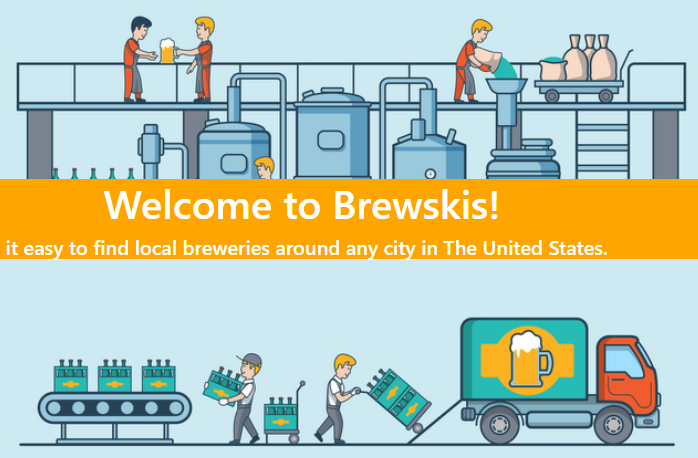 Welcome to Brewskis!
it easy to find local breweries around any city in The United States.